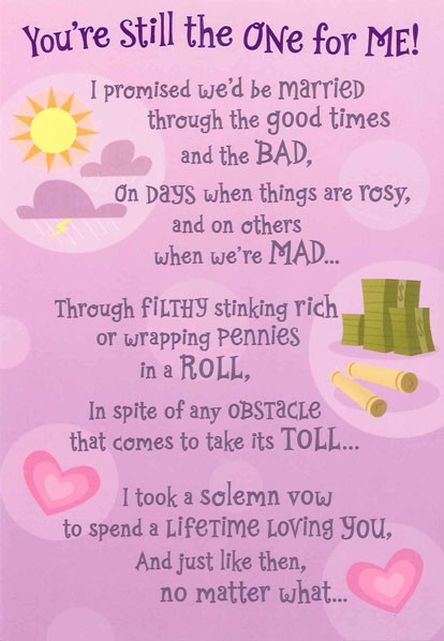 You're Still the ONE for ME!
I promised we'd be MARRIED
through the good times
and the BAD,
On DAYS when things are rosy,
and on others
when we're MAD...
Through FILTHY stinking rich
or wrapping PENNIES
in a ROLL,
In spite of any OBSTACLE
that comes to take its TOLL...
I took a SOLEMN VOW
to spend a LIFETIME LOVING YOU,
And just like then,
no matter what...